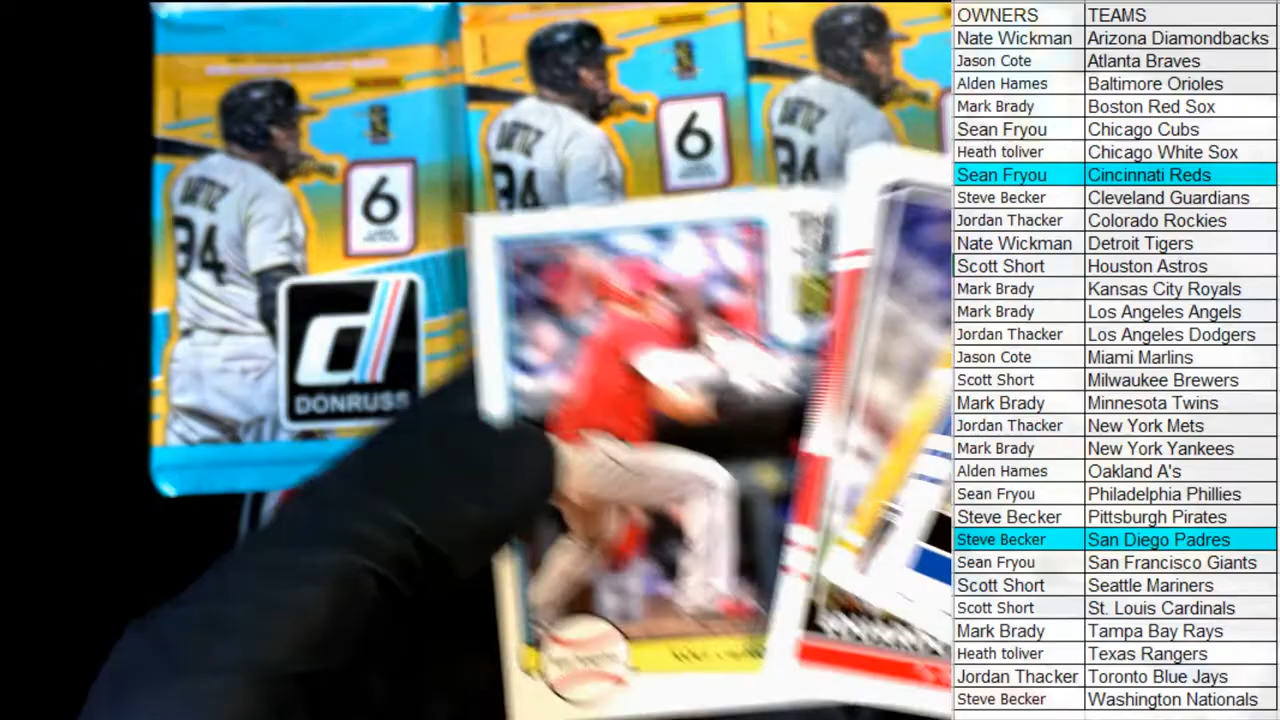 ORTIZ
34
6
ORTIZ
34
6
34
d
DONRUSS
OWNERS TEAMS
Nate Wickman Arizona Diamondbacks
Jason Cote Atlanta Braves
Alden Hames Baltimore Orioles
Mark Brady Boston Red Sox
Sean Fryou Chicago Cubs
Heath toliver Chicago White Sox
Sean Fryou Cincinnati Reds
Steve Becker Cleveland Guardians
Jordan Thacker Colorado Rockies
Nate Wickman Detroit Tigers
Scott Short Houston Astros
Mark Brady Kansas City Royals
Mark Brady Los Angeles Angels
Jordan Thacker Los Angeles Dodgers
Jason Cote Miami Marlins
Scott Short Milwaukee Brewers
Mark Brady Minnesota Twins
Jordan Thacker New York Mets
Mark Brady New York Yankees
Alden Hames Oakland A's
Sean Fryou Philadelphia Phillies
Steve Becker Pittsburgh Pirates
Steve Becker San Diego Padres
Sean Fryou San Francisco Giants
Scott Short Seattle Mariners
Scott Short St. Louis Cardinals
Mark Brady Tampa Bay Rays
Heath toliver Texas Rangers
Jordan Thacker Toronto Blue Jays
Steve Becker Washington Nationals